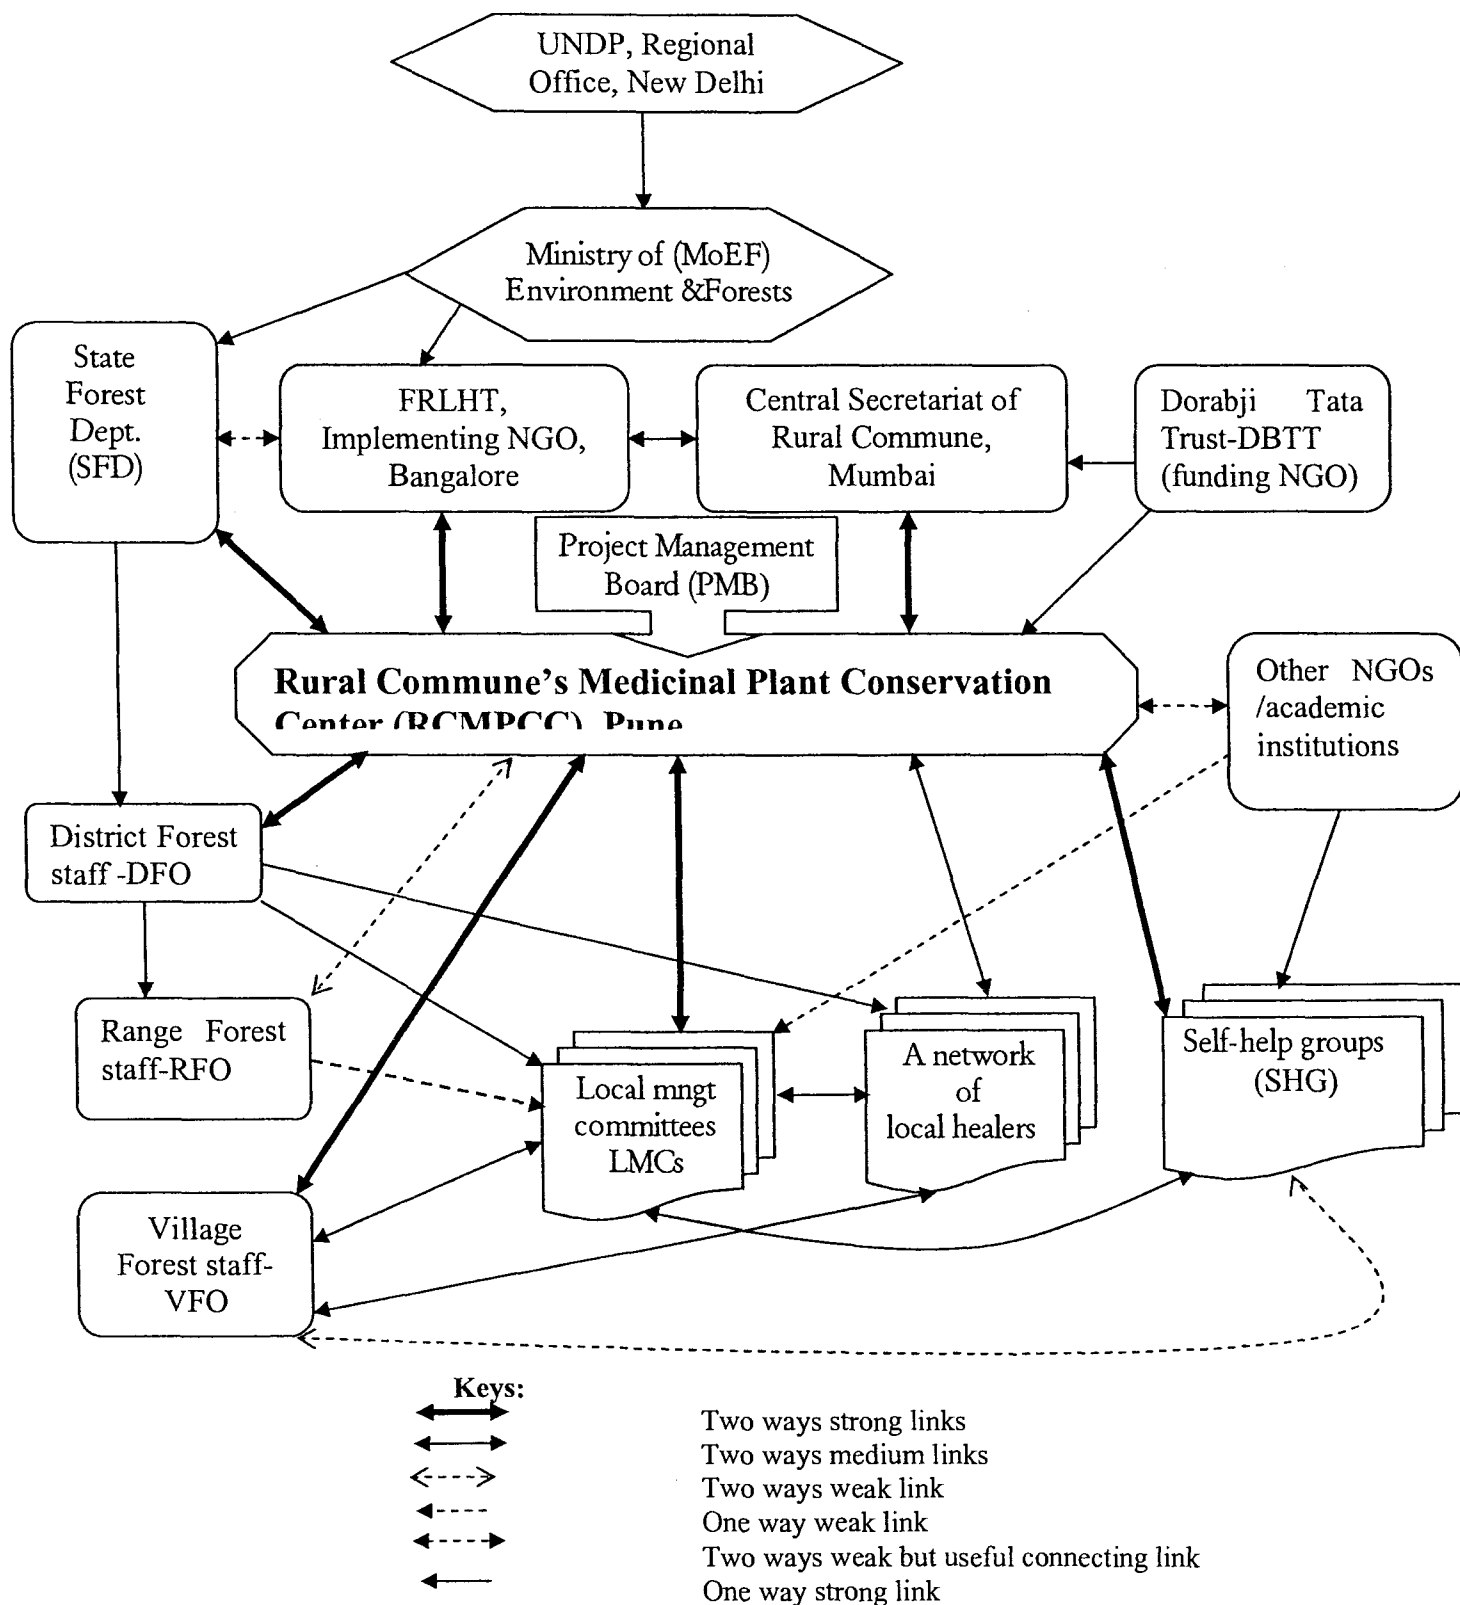 UNDP, Regional
Office, New Delhi
Ministry of (MoEF)
Environment &Forests
State
Forest
Dept.
(SFD)
FRLHT,
Implementing NGO,
Bangalore
Central Secretariat of
Rural Commune,
Mumbai
Dorabji Tata
Trust-DBTT
(funding NGO)
Project Management
Board (PMB)
Rural Commune's Medicinal Plant Conservation
Center (RCMPCC), Pune
Other NGOs
/academic
institutions
District Forest
staff -DFO
Range Forest
staff-RFO
Local mngt
committees
LMCs
A network
of
local healers
Self-help groups
(SHG)
Village
Forest staff-
VFO
Keys:
Two ways strong links
Two ways medium links
Two ways weak link
One way weak link
Two ways weak but useful connecting link
One way strong link